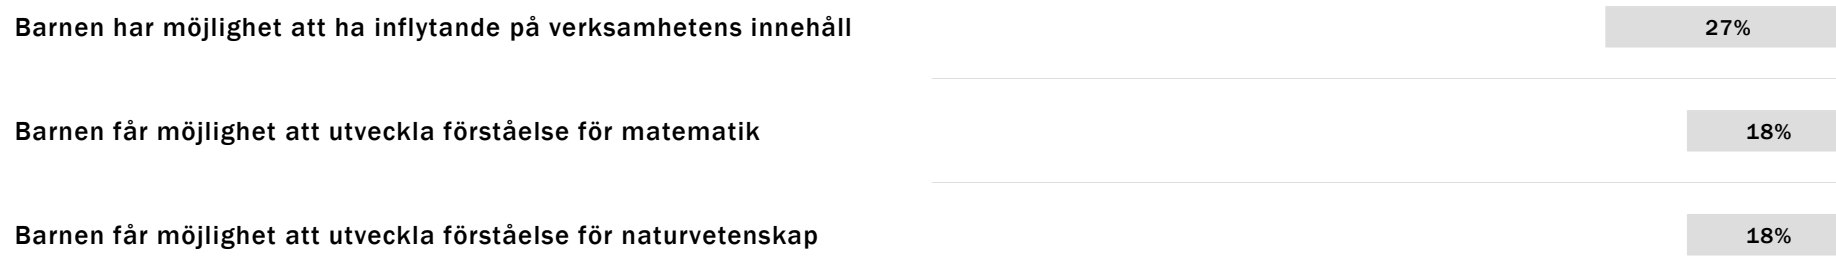 Barnen har möjlighet att ha inflytande på verksamhetens innehåll 27%
Barnen får möjlighet att utveckla förståelse för matematik 18%
Barnen får möjlighet att utveckla förståelse för naturvetenskap 18%